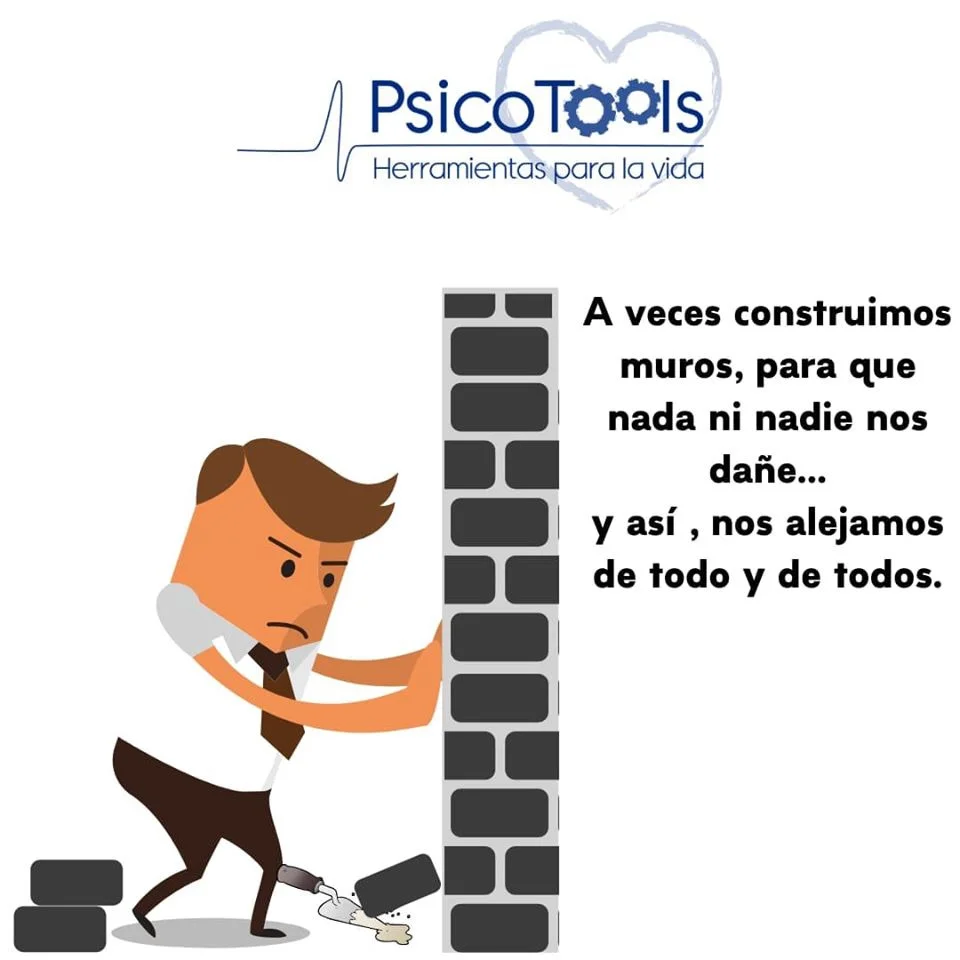 PsicoTools
Herramientas para la vida
A veces construimos
muros, para que
nada ni nadie nos
dañe...
y así , nos alejamos
de todo y de todos.